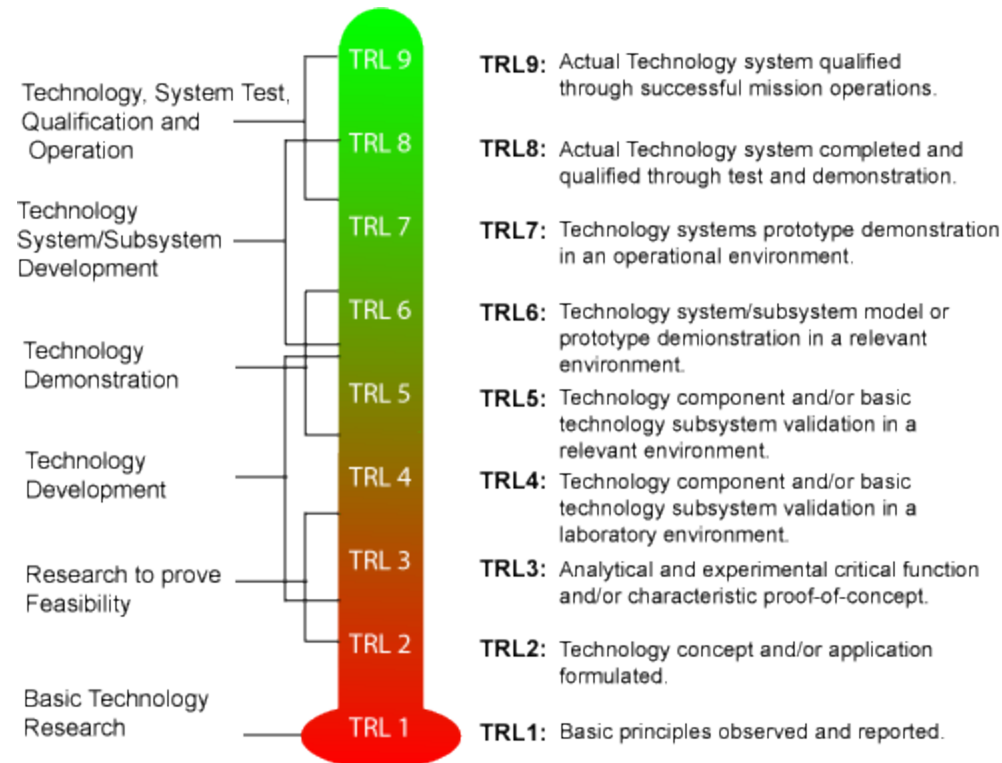 Technology, System Test,
Qualification and
Operation
Technology
System/Subsystem
Development
Technology
Demonstration
Technology
Development
Research to prove
Feasibility
Basic Technology
Research
TRL 9
TRL 8
TRL 7
TRL 6
TRL 5
TRL 4
TRL 3
TRL 2
TRL 1
TRL9: Actual Technology system qualified
through successful mission operations.
TRL8: Actual Technology system completed and
qualified through test and demonstration.
TRL7: Technology systems prototype demonstration
in an operational environment.
TRL6: Technology system/subsystem model or
prototype demionstration in a relevant
environment.
TRL5: Technology component and/or basic
technology subsystem validation in a
relevant environment.
TRL4: Technology component and/or basic
technology subsystem validation in a
laboratory environment.
TRL3: Analytical and experimental critical function
and/or characteristic proof-of-concept.
TRL2: Technology concept and/or application
formulated.
TRL1: Basic principles observed and reported.